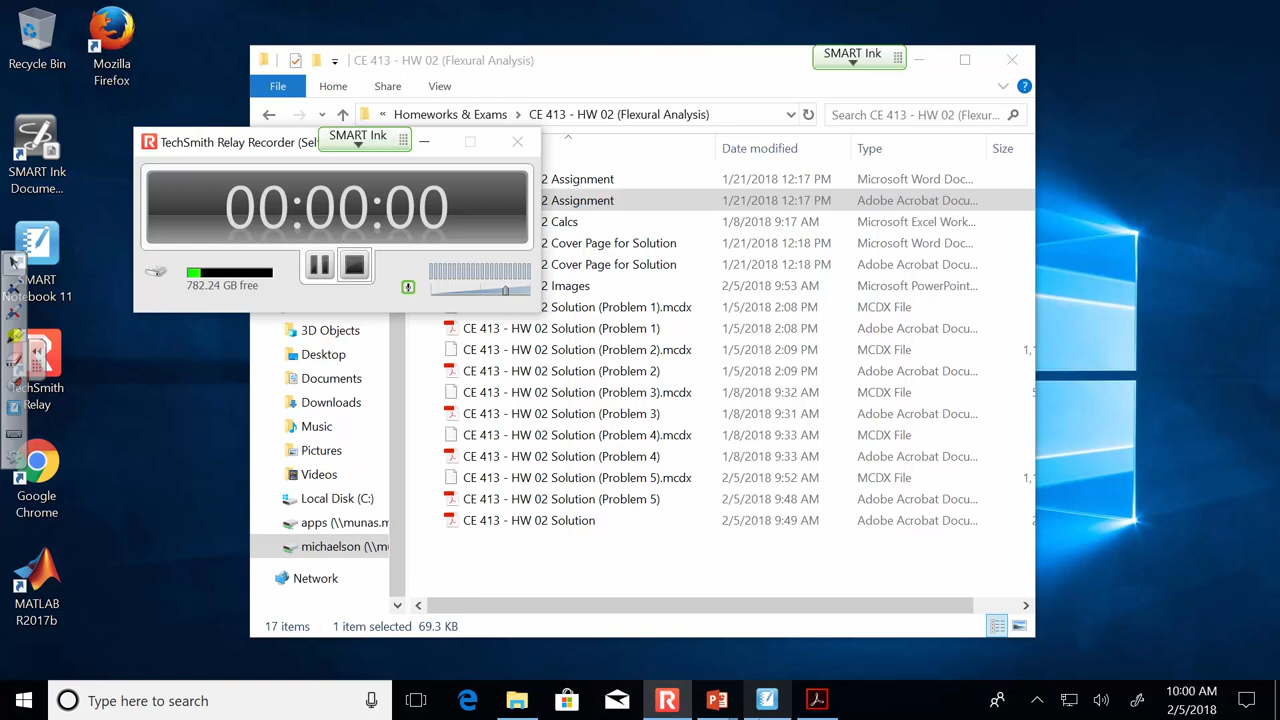 Recycle Bin
Mozilla
Firefox
SMART Ink
Docume...
SMART
Notebook 11
TechSmith
Relay
Google
Chrome
MATLAB
R2017b
CE 413 - HW 02 (Flexural Analysis)
SMART Ink
File Home Share View
« Homeworks & Exams CE 413 - HW 02 (Flexural Analysis)
Search CE 413 - HW 02 (Flexur...
TechSmith Relay Recorder (Sel
SMART Ink
00:00:00
782.24 GB free
Date modified Type Size
2 Assignment 1/21/2018 12:17 PM Microsoft Word Doc...
2 Assignment 1/21/2018 12:17 PM Adobe Acrobat Docu...
2 Calcs 1/8/2018 9:17 AM Microsoft Excel Work...
2 Cover Page for Solution 1/21/2018 12:18 PM Microsoft Word Doc...
2 Cover Page for Solution 1/21/2018 12:18 PM Adobe Acrobat Docu...
2 Images 1/5/2018 2:08 PM Microsoft PowerPoint...
CE 413 - HW 02 Solution (Problem 1).mcdx 1/5/2018 2:08 PM MCDX File
CE 413 - HW 02 Solution (Problem 1) 1/5/2018 2:08 PM Adobe Acrobat Docu...
CE 413 - HW 02 Solution (Problem 2).mcdx 1/5/2018 2:09 PM MCDX File 1,
CE 413 - HW 02 Solution (Problem 2) 1/5/2018 2:09 PM Adobe Acrobat Docu...
CE 413 - HW 02 Solution (Problem 3).mcdx 1/8/2018 9:32 AM MCDX File
CE 413 - HW 02 Solution (Problem 3) 1/8/2018 9:31 AM Adobe Acrobat Docu...
CE 413 - HW 02 Solution (Problem 4).mcdx 1/8/2018 9:33 AM MCDX File 1,
CE 413 - HW 02 Solution (Problem 4) 1/8/2018 9:33 AM Adobe Acrobat Docu...
CE 413 - HW 02 Solution (Problem 5).mcdx 2/5/2018 9:52 AM MCDX File 1,
CE 413 - HW 02 Solution (Problem 5) 2/5/2018 9:48 AM Adobe Acrobat Docu...
CE 413 - HW 02 Solution 2/5/2018 9:49 AM Adobe Acrobat Docu... 2
3D Objects
Desktop
Documents
Downloads
Music
Pictures
Videos
Local Disk (C:)
apps (\\munas.m
michaelson (\\mu
Network
17 items 1 item selected 69.3 KB
Type here to search
10:00 AM
2/5/2018